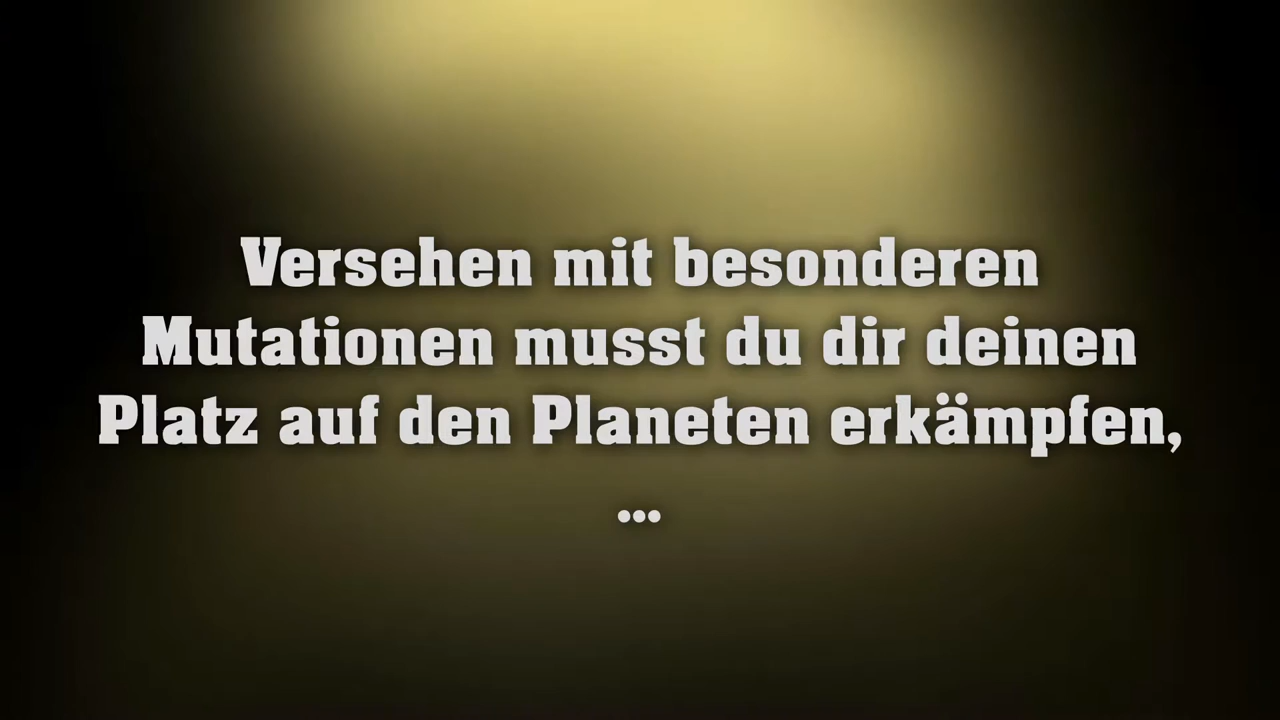 Versehen mit besonderen
Mutationen musst du dir deinen
Platz auf den Planeten erkämpfen,
...